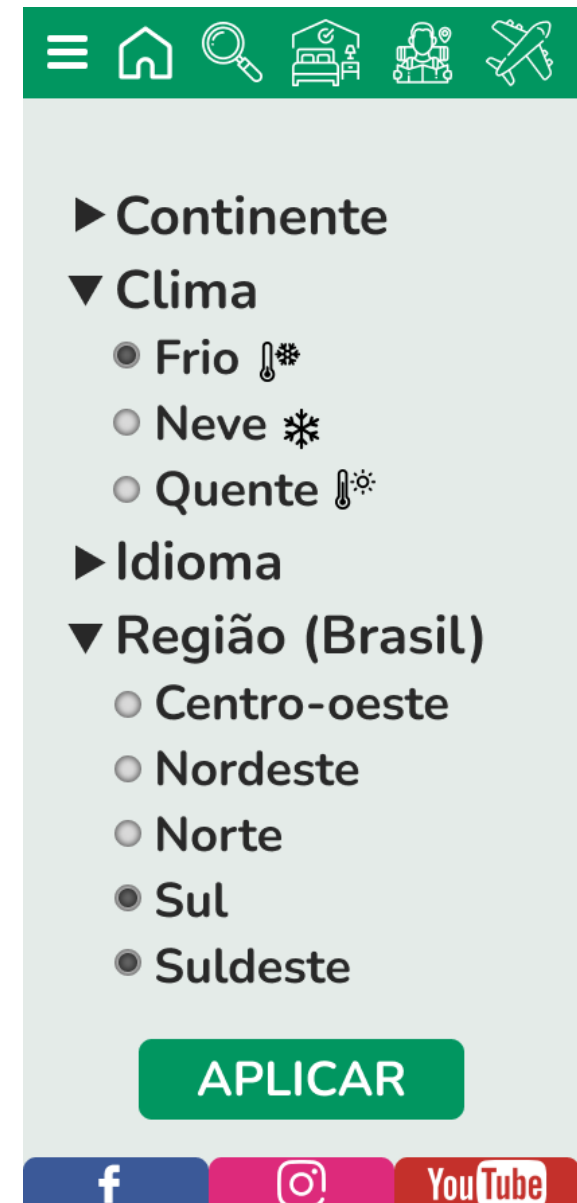 Continente
Clima
Frio
Neve
Quente
Idioma
Região (Brasil)
Centro-oeste
Nordeste
Norte
Sul
Suldeste
APLICAR
f
YouTube